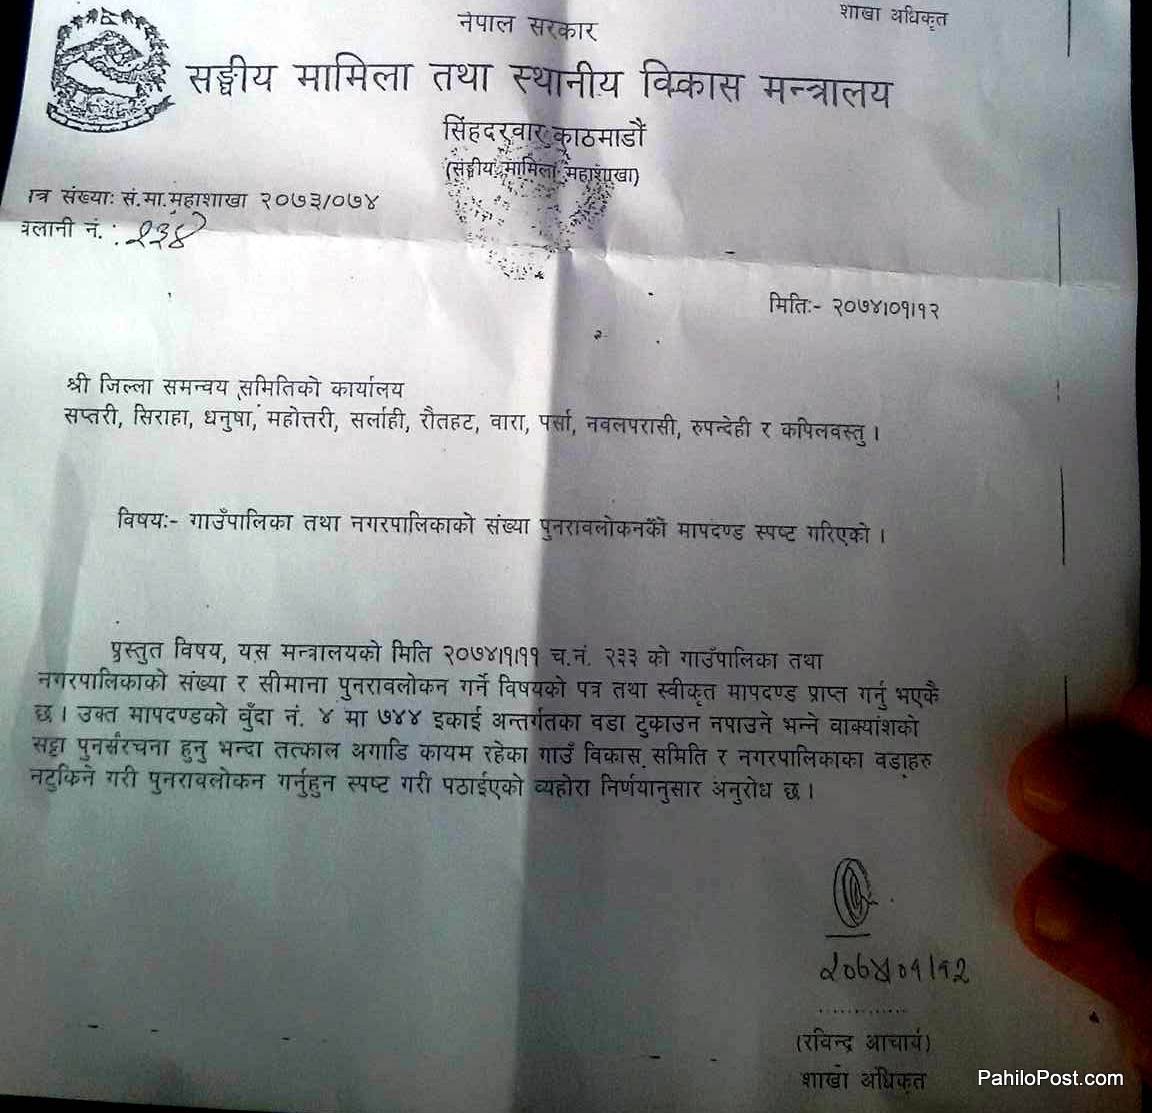 शाखा अधिकृत
नेपाल सरकार
सङ्घीय मामिला तथा स्थानीय विकास मन्त्रालय
सिंहदरवार काठमाडौं
(सङ्घीय मामिला महाशाखा)
त्र संख्याः सं.मा.महाशाखा २०७३/०७४
चलानी नं. : २३४
मितिः- २०७४।०१।१२
श्री जिल्ला समन्वय समितिको कार्यालय
सप्तरी, सिराहा, धनुषा, महोत्तरी, सर्लाही, रौतहट, वारा, पर्सा, नवलपरासी, रुपन्देही र कपिलवस्तु ।
विषयः- गाउँपालिका तथा नगरपालिकाको संख्या पुनरावलोकनको मापदण्ड स्पष्ट गरिएको ।
प्रस्तुत विषय, यस मन्त्रालयको मिति २०७४।१।११ च.नं. २३३ को गाउँपालिका तथा
नगरपालिकाको संख्या र सीमाना पुनरावलोकन गर्ने विषयको पत्र तथा स्वीकृत मापदण्ड प्राप्त गर्नु भएकै
छ । उक्त मापदण्डको वुँदा नं. ४ मा ७४४ इकाई अन्तर्गतका वडा टुकाउन नपाउने भन्ने वाक्यांशको
सट्टा पुनर्संरचना हुनु भन्दा तत्काल अगाडि कायम रहेका गाउँ विकास समिति र नगरपालिकाका वडाहरु
नटुकिने गरी पुनरावलोकन गर्नुहुन स्पष्ट गरी पठाईएको व्यहोरा निर्णयानुसार अनुरोध छ ।
२०७४।०१।१२
(रविन्द्र आचार्य)
शाखा अधिकृत
PahiloPost.com